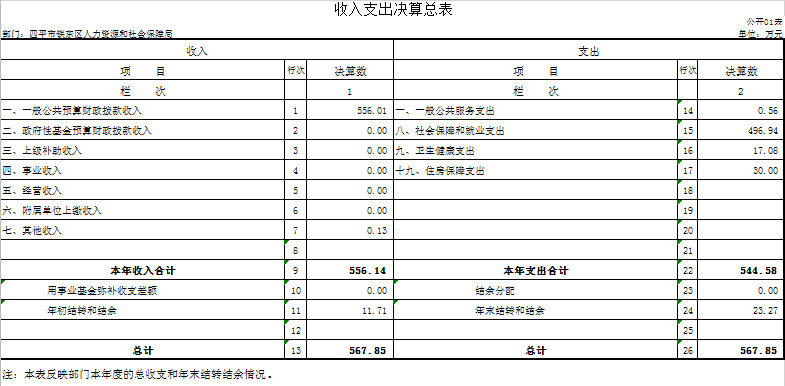 收入支出决算总表
公开01表
部门：四平市铁东区人力资源和社会保障局 单位：万元
收入 支出
项 目 行次 决算数 项 目 行次 决算数
栏 次 1 栏 次 2
一、一般公共预算财政拨款收入 1 556.01 一、一般公共服务支出 14 0.56
二、政府性基金预算财政拨款收入 2 0.00 八、社会保障和就业支出 15 496.94
三、上级补助收入 3 0.00 九、卫生健康支出 16 17.08
四、事业收入 4 0.00 十九、住房保障支出 17 30.00
五、经营收入 5 0.00 18
六、附属单位上缴收入 6 0.00 19
七、其他收入 7 0.13 20
8 21
本年收入合计 9 556.14 本年支出合计 22 544.58
用事业基金弥补收支差额 10 0.00 结余分配 23 0.00
年初结转和结余 11 11.71 年末结转和结余 24 23.27
12 25
总计 13 567.85 总计 26 567.85
注：本表反映部门本年度的总收支和年末结转结余情况。